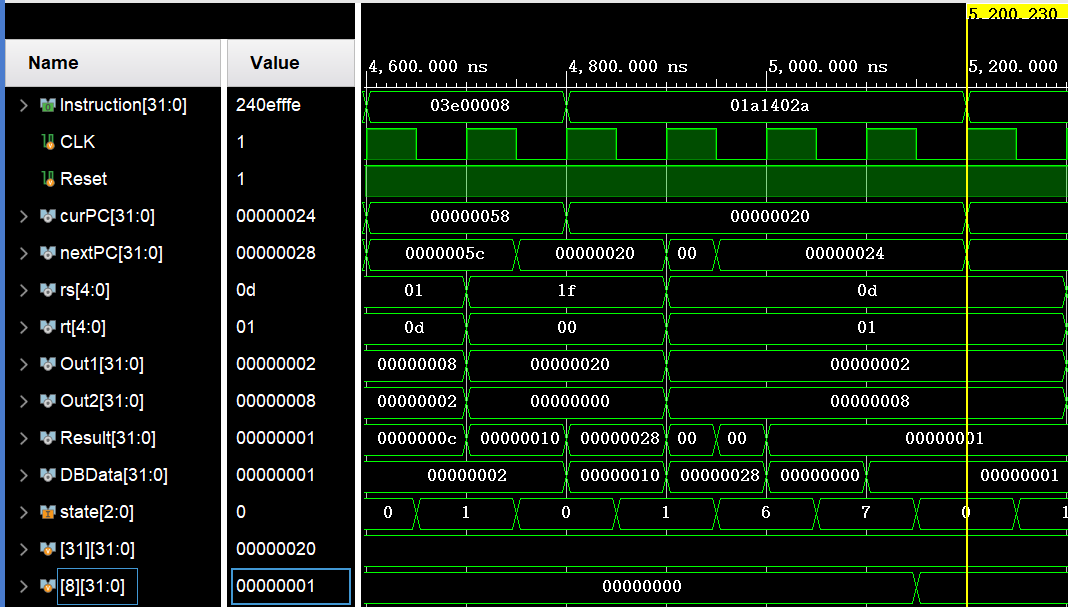 5,200.230
Name Value 4,600.000 ns 4,800.000 ns 5,000.000 ns 5,200.000
Instruction[31:0] 240efffe 03e00008 01a1402a
CLK 1
Reset 1
curPC[31:0] 00000024 00000058 00000020
nextPC[31:0] 00000028 0000005c 00000020 00 00000024
rs[4:0] 0d 01 1f 0d
rt[4:0] 01 0d 00 01
Out1[31:0] 00000002 00000008 00000020 00000002
Out2[31:0] 00000008 00000002 00000000 00000008
Result[31:0] 00000001 0000000c 00000010 00000028 00 00 00000001
DBData[31:0] 00000001 00000002 00000010 00000028 00000000 00000001
state[2:0] 0 0 1 0 1 6 7 0 1
[31][31:0] 00000020
[8][31:0] 00000001 00000000